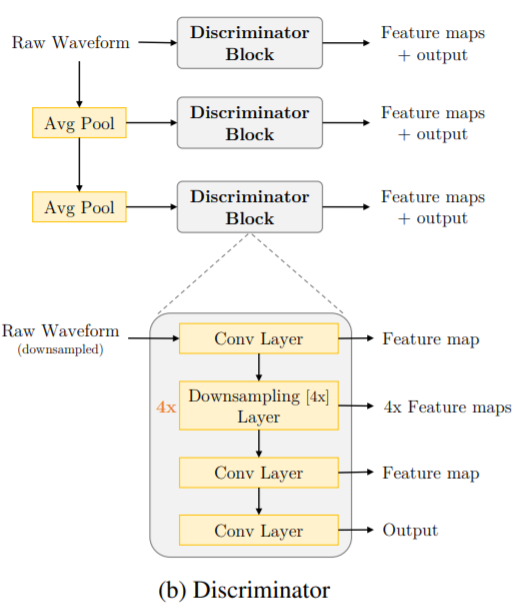 Raw Waveform
Discriminator
Block
Feature maps
+ output
Avg Pool
Discriminator
Block
Feature maps
+ output
Avg Pool
Discriminator
Block
Feature maps
+ output
Raw Waveform
(downsampled)
Conv Layer
Feature map
4x
Downsampling [4x]
Layer
4x Feature maps
Conv Layer
Feature map
Conv Layer
Output
(b) Discriminator